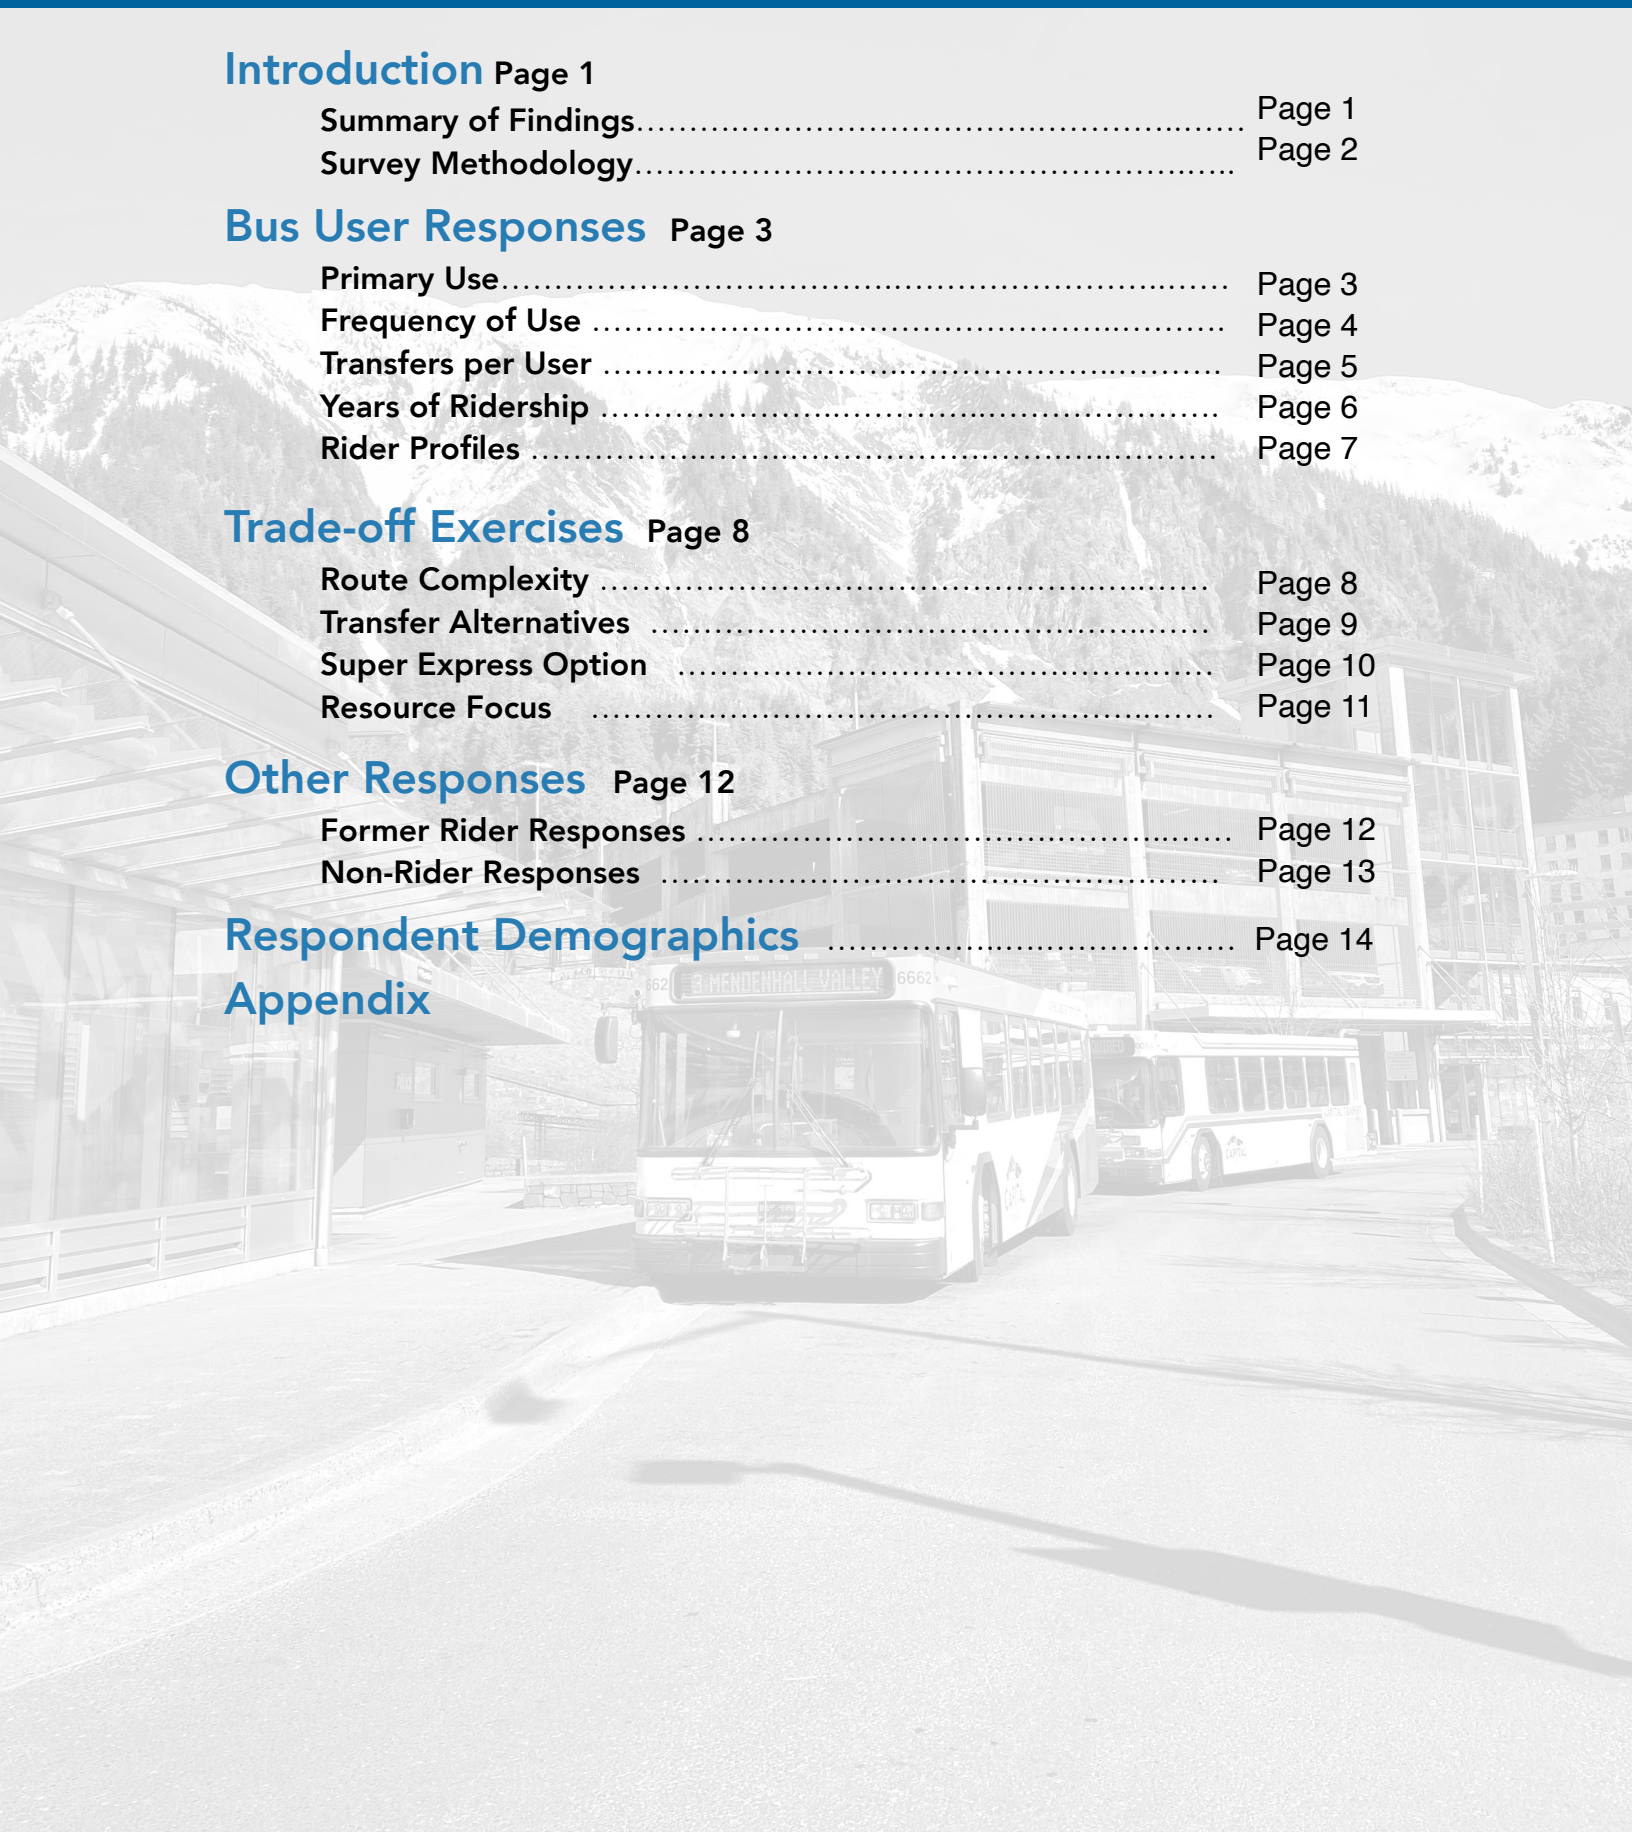 Introduction Page 1
Summary of Findings……….……………………………….…………..…… Page 1
Survey Methodology…………………………………………………..….. Page 2
Bus User Responses Page 3
Primary Use……………………………………….……………………….…… Page 3
Frequency of Use …………………………………………………..………. Page 4
Transfers per User ……………………………..…………………...………. Page 5
Years of Ridership ……………………...……………..………..…………. Page 6
Rider Profiles ………………..……..…………………..…………..………. Page 7
Trade-off Exercises Page 8
Route Complexity ………………………………………………..…..…… Page 8
Transfer Alternatives ……………………………………………..……. Page 9
Super Express Option ……………………………………………..…… Page 10
Resource Focus …………………………………………………..…… Page 11
Other Responses Page 12
Former Rider Responses …………………………………………..…… Page 12
Non-Rider Responses ………………………………..…..……………. Page 13
Respondent Demographics ………………………………… Page 14
Appendix
3 MENDENHALL VALLEY
6662
CAPITAL